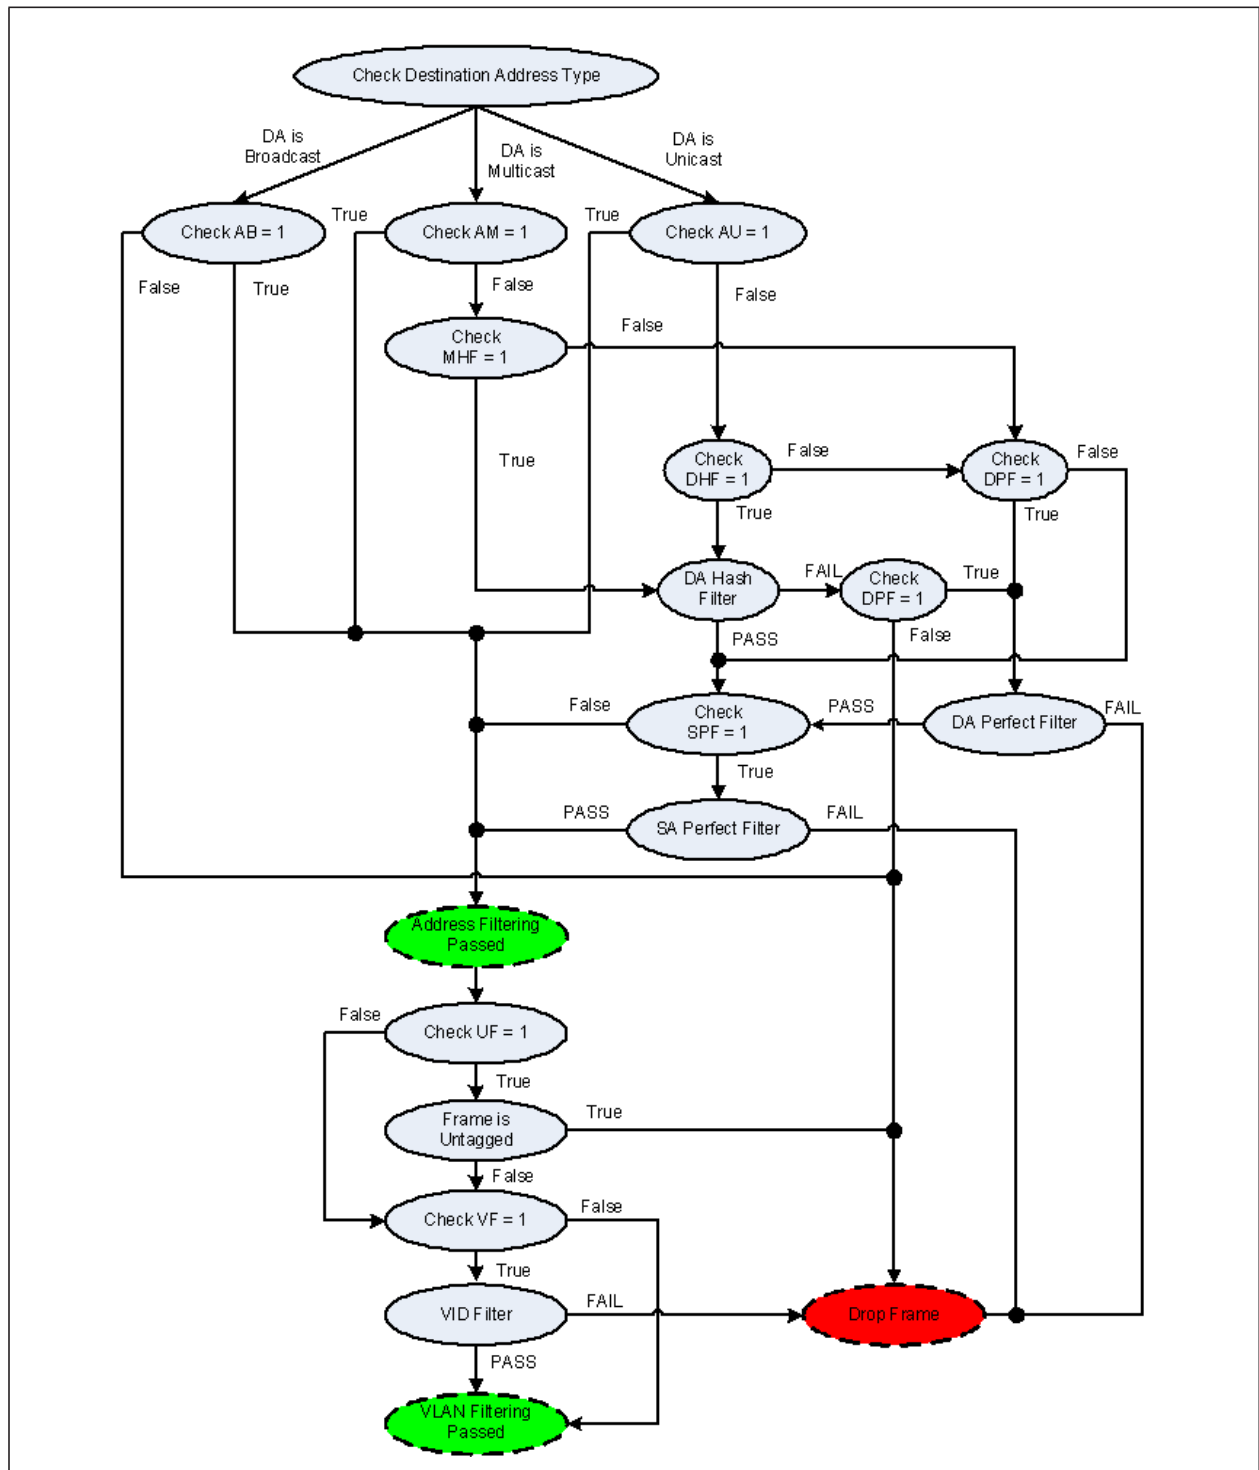 Check Destination Address Type
DA is
Broadcast
DA is
Multicast
DA is
Unicast
Check AB = 1
True
Check AM = 1
True
Check AU = 1
False
True
False
False
Check
MHF = 1
False
True
Check
DHF = 1
False
Check
DPF = 1
False
True
True
DA Hash
Filter
FAIL
Check
DPF = 1
True
PASS
False
False
Check
SPF = 1
PASS
DA Perfect Filter
FAIL
True
PASS
SA Perfect Filter
FAIL
Address Filtering
Passed
False
Check UF = 1
True
Frame is
Untagged
True
False
Check VF = 1
False
True
VID Filter
FAIL
Drop Frame
PASS
VLAN Filtering
Passed